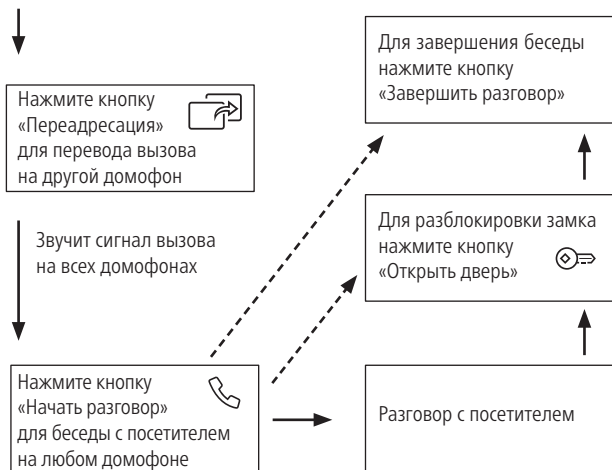 Нажмите кнопку
«Переадресация»
для перевода вызова
на другой домофон
Звучит сигнал вызова
на всех домофонах
Нажмите кнопку
«Начать разговор»
для беседы с посетителем
на любом домофоне
Разговор с посетителем
Для разблокировки замка
нажмите кнопку
«Открыть дверь»
Для завершения беседы
нажмите кнопку
«Завершить разговор»